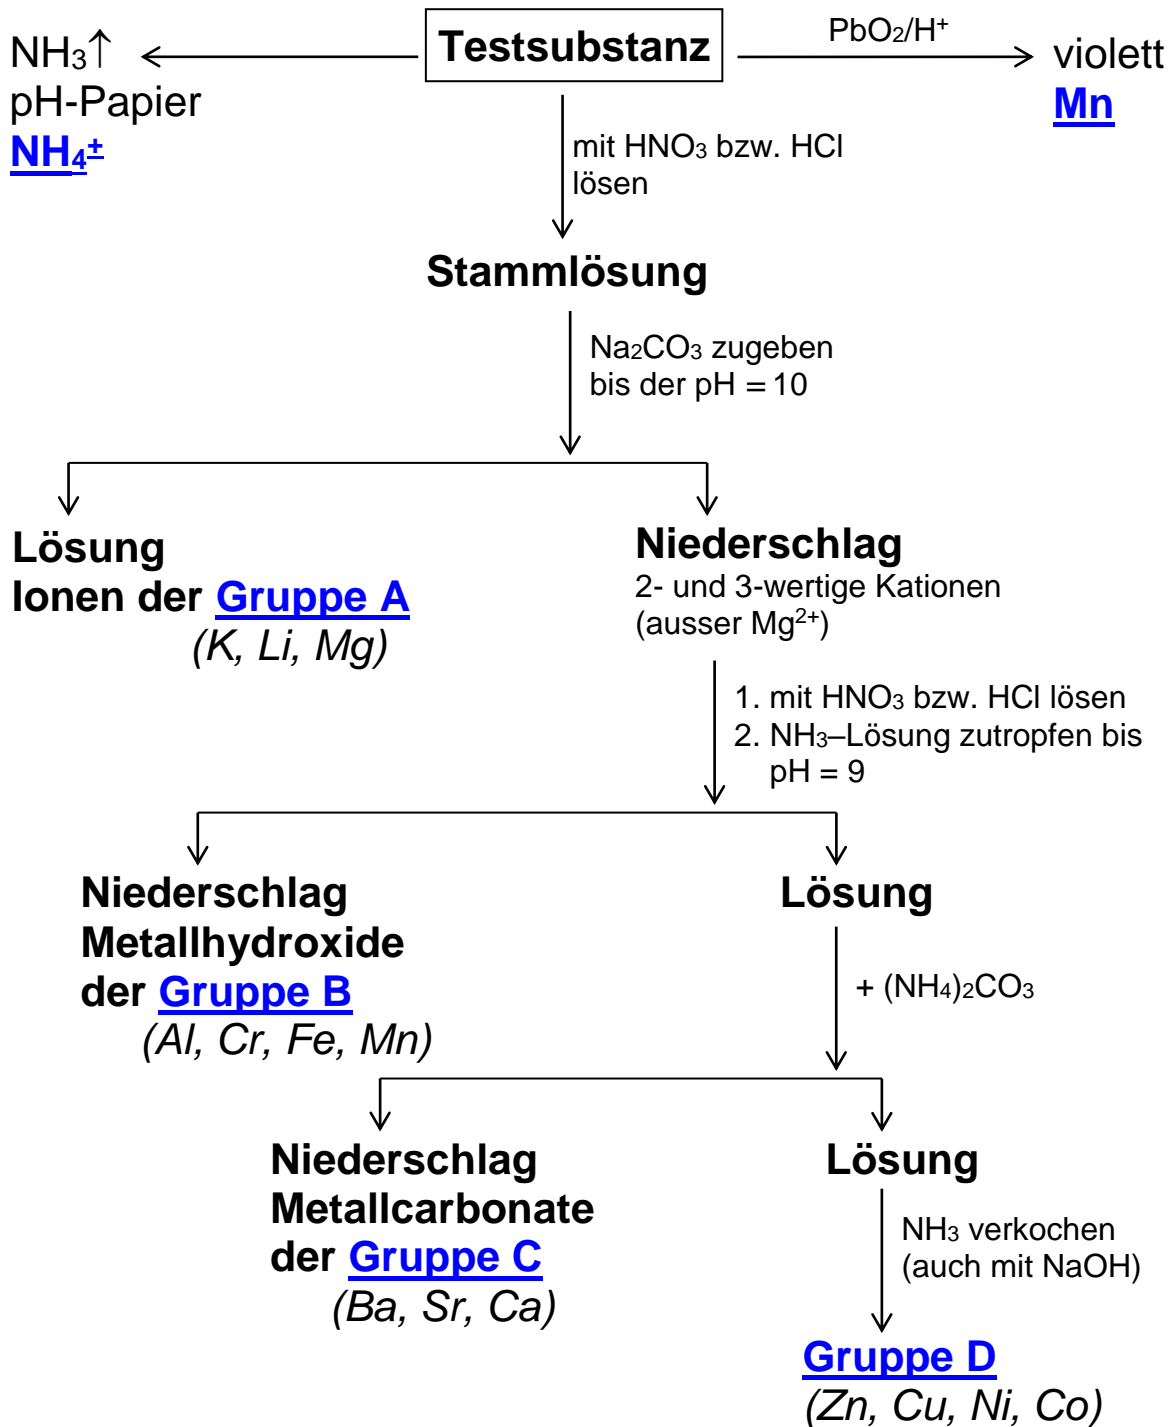 NH₃↑
pH-Papier
NH₄±
Testsubstanz
PbO₂/H⁺
violett
Mn
mit HNO₃ bzw. HCl
lösen
Stammlösung
Na₂CO₃ zugeben
bis der pH = 10
Lösung
Ionen der Gruppe A
(K, Li, Mg)
Niederschlag
2- und 3-wertige Kationen
(ausser Mg²⁺)
1. mit HNO₃ bzw. HCl lösen
2. NH₃–Lösung zutropfen bis
pH = 9
Niederschlag
Metallhydroxide
der Gruppe B
(Al, Cr, Fe, Mn)
Lösung
+ (NH₄)₂CO₃
Niederschlag
Metallcarbonate
der Gruppe C
(Ba, Sr, Ca)
Lösung
NH₃ verkochen
(auch mit NaOH)
Gruppe D
(Zn, Cu, Ni, Co)